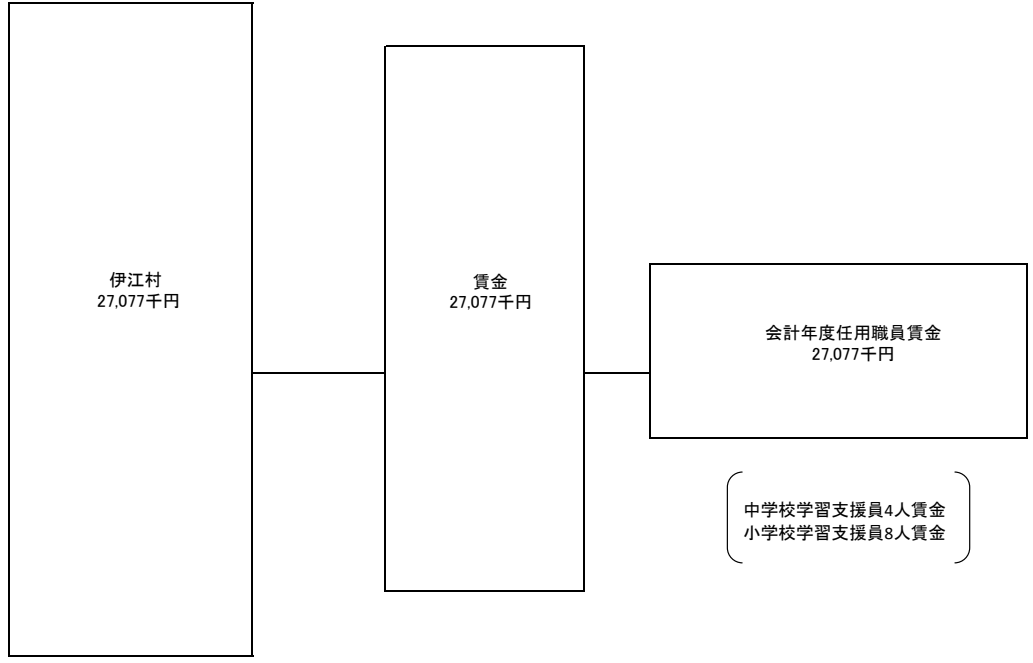 伊江村
27,077千円
賃金
27,077千円
会計年度任用職員賃金
27,077千円
中学校学習支援員4人賃金
小学校学習支援員8人賃金